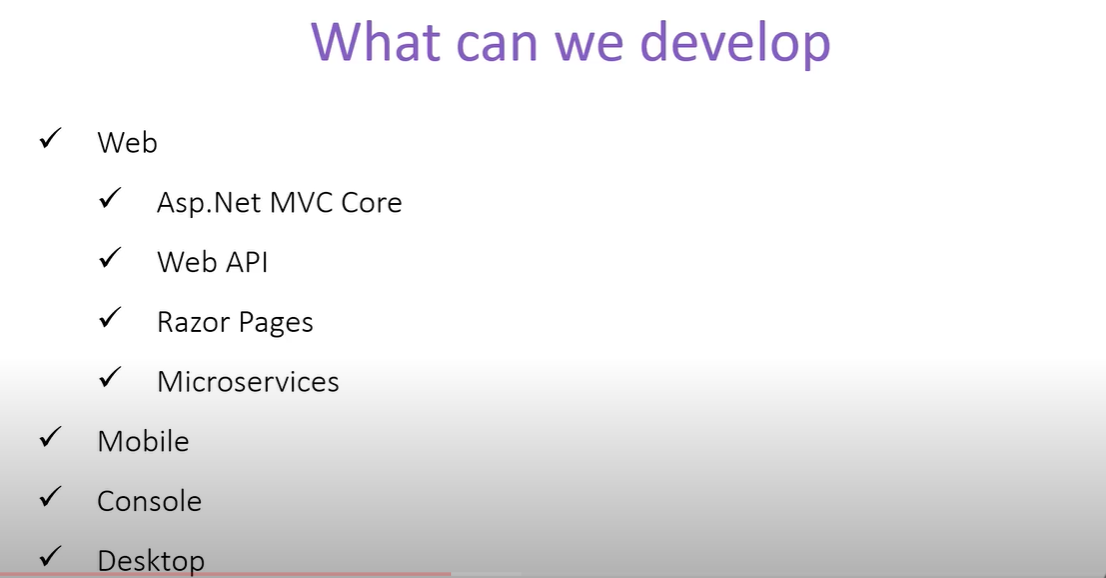 What can we develop
Web
Asp.Net MVC Core
Web API
Razor Pages
Microservices
Mobile
Console
Desktop